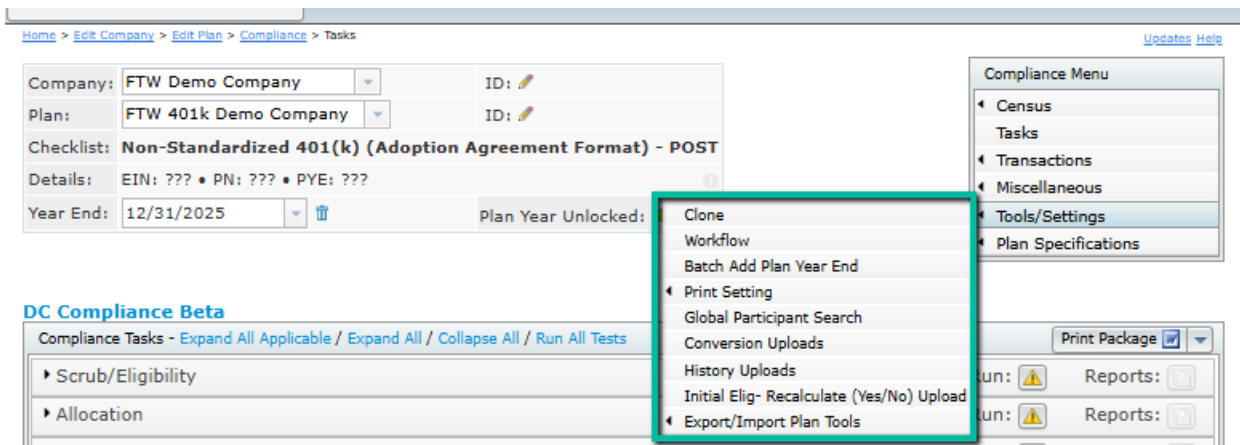 Home > Edit Company > Edit Plan > Compliance > Tasks
Updates Help
Company: FTW Demo Company ID:
Plan: FTW 401k Demo Company ID:
Checklist: Non-Standardized 401(k) (Adoption Agreement Format) - POST
Details: EIN: ??? • PN: ??? • PYE: ???
Year End: 12/31/2025 Plan Year Unlocked:
Compliance Menu
Census
Tasks
Transactions
Miscellaneous
Tools/Settings
Plan Specifications
Clone
Workflow
Batch Add Plan Year End
Print Setting
Global Participant Search
Conversion Uploads
History Uploads
Initial Elig- Recalculate (Yes/No) Upload
Export/Import Plan Tools
DC Compliance Beta
Compliance Tasks - Expand All Applicable / Expand All / Collapse All / Run All Tests
Print Package
Scrub/Eligibility
Reports:
Allocation
Reports: